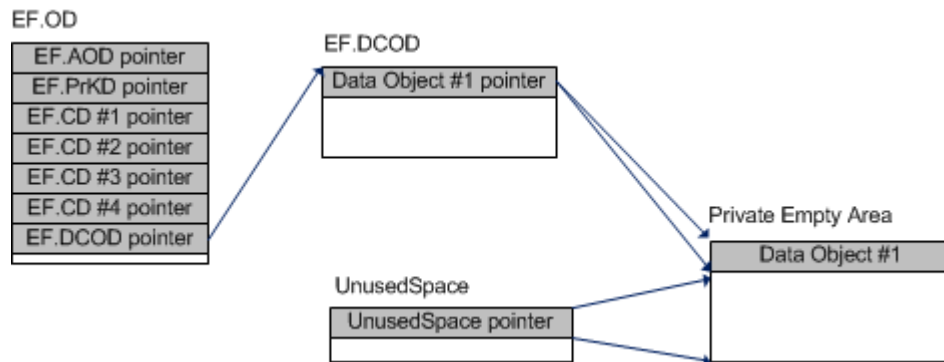 EF.OD
EF.AOD pointer
EF.PrKD pointer
EF.CD #1 pointer
EF.CD #2 pointer
EF.CD #3 pointer
EF.CD #4 pointer
EF.DCOD pointer
EF.DCOD
Data Object #1 pointer
UnusedSpace
UnusedSpace pointer
Private Empty Area
Data Object #1